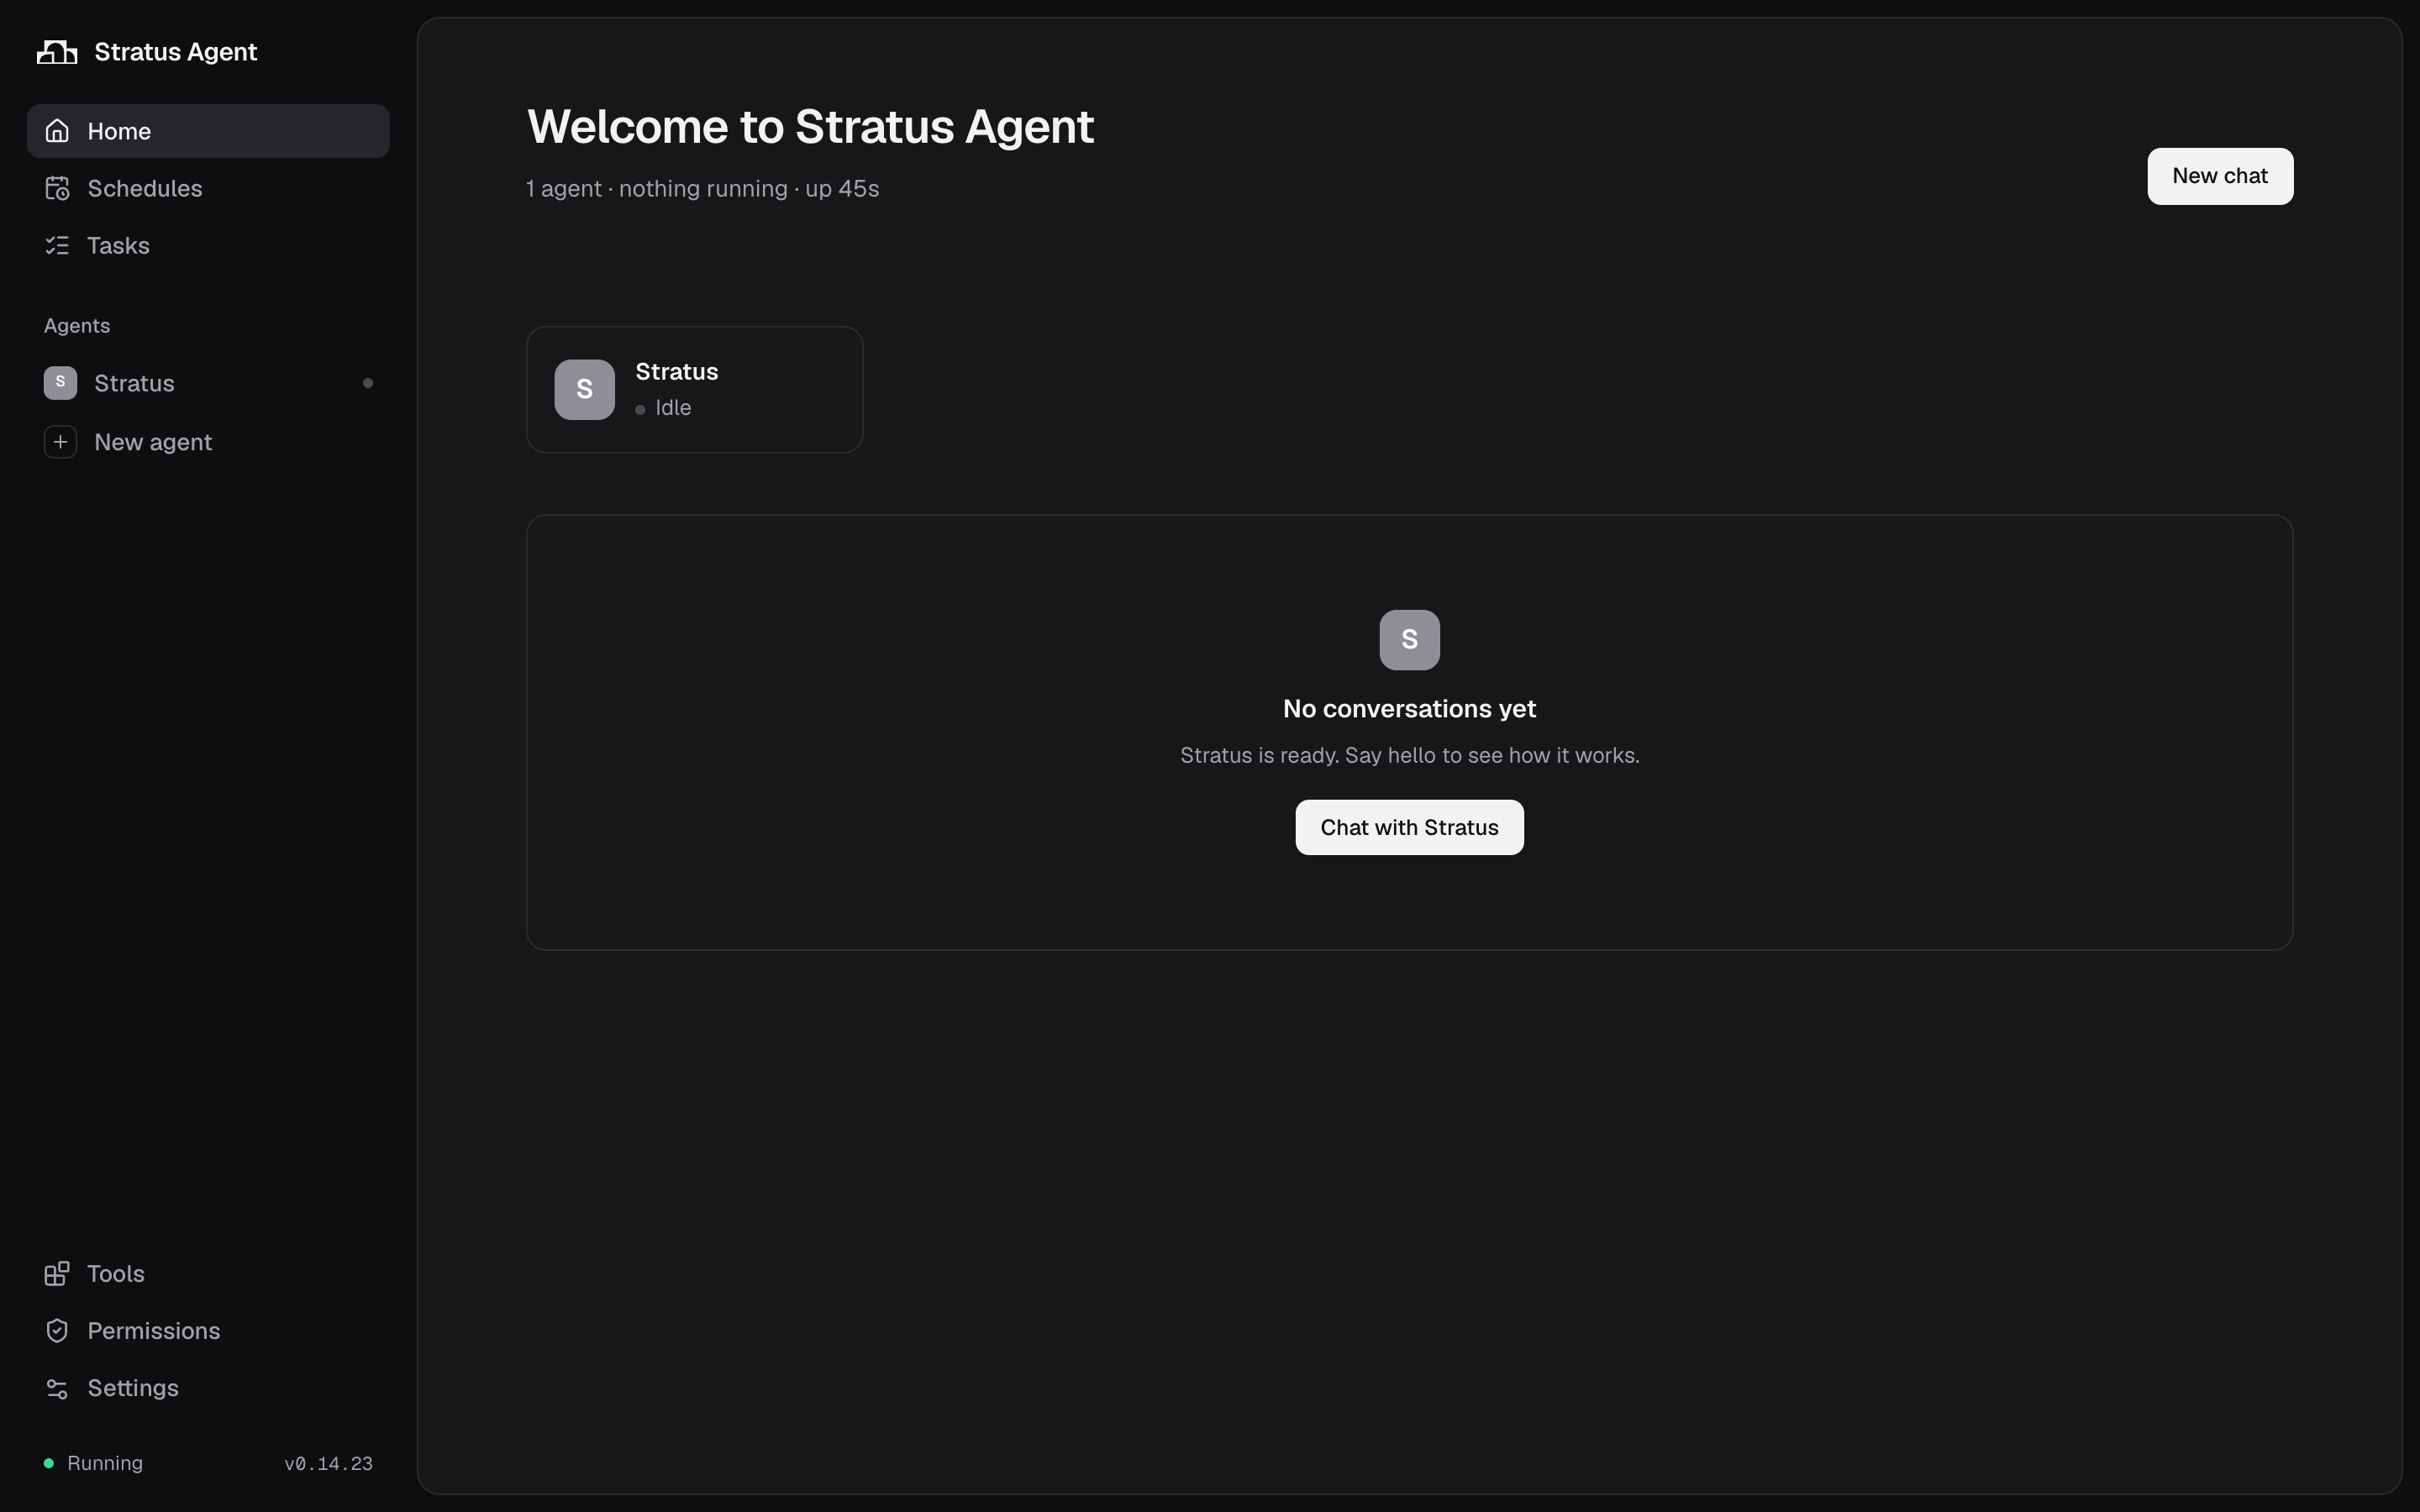 Stratus Agent
Home
Schedules
Tasks
Agents
S Stratus
New agent
Tools
Permissions
Settings
Running v0.14.23
Welcome to Stratus Agent
1 agent · nothing running · up 45s
New chat
S
Stratus
Idle
S
No conversations yet
Stratus is ready. Say hello to see how it works.
Chat with Stratus